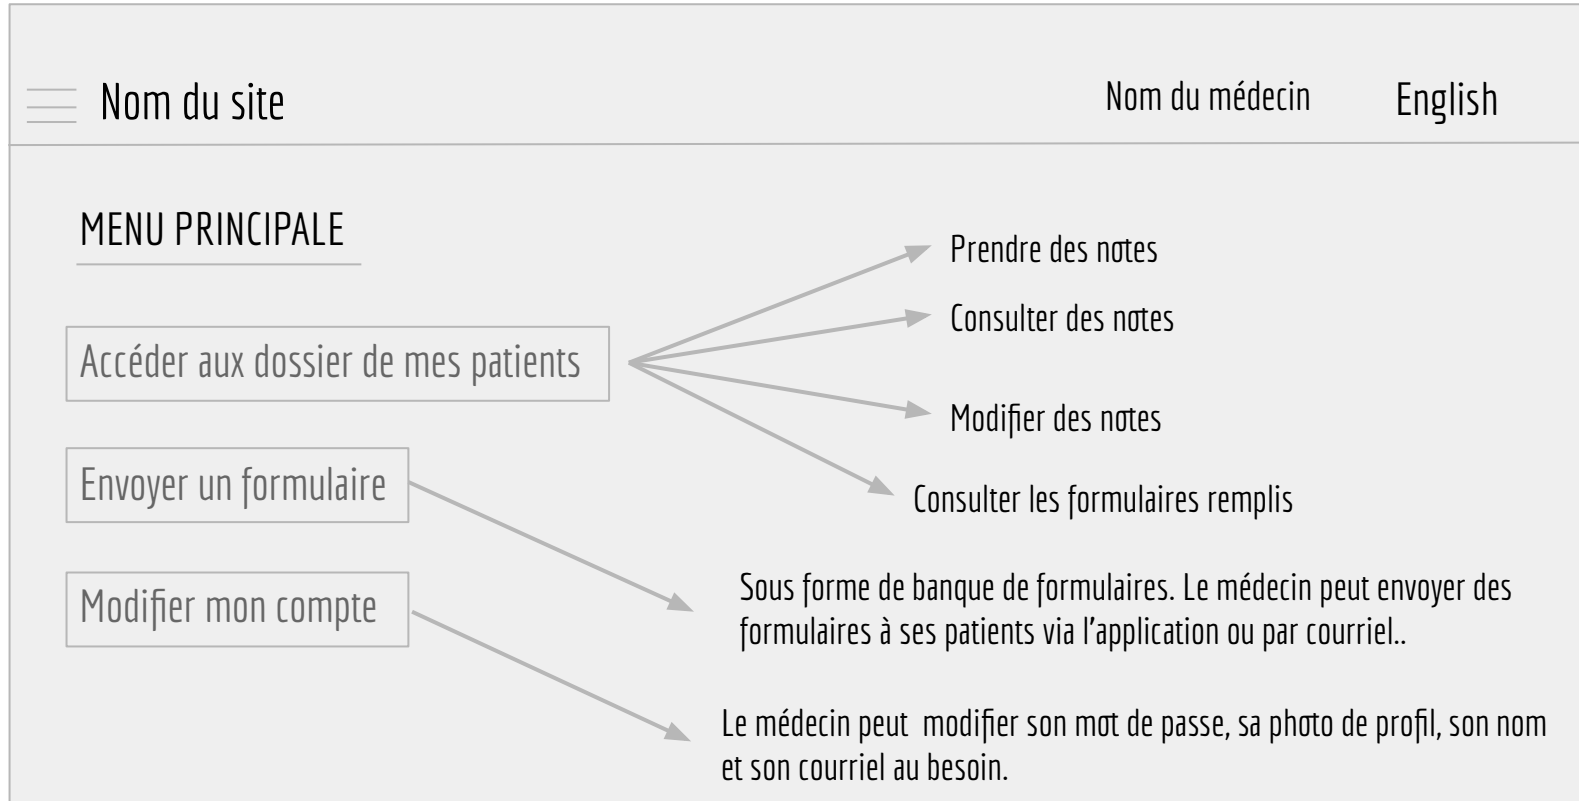 Nom du site
Nom du médecin
English
MENU PRINCIPALE
Accéder aux dossier de mes patients
Prendre des notes
Consulter des notes
Modifier des notes
Consulter les formulaires remplis
Envoyer un formulaire
Sous forme de banque de formulaires. Le médecin peut envoyer des
formulaires à ses patients via l'application ou par courriel..
Modifier mon compte
Le médecin peut modifier son mot de passe, sa photo de profil, son nom
et son courriel au besoin.